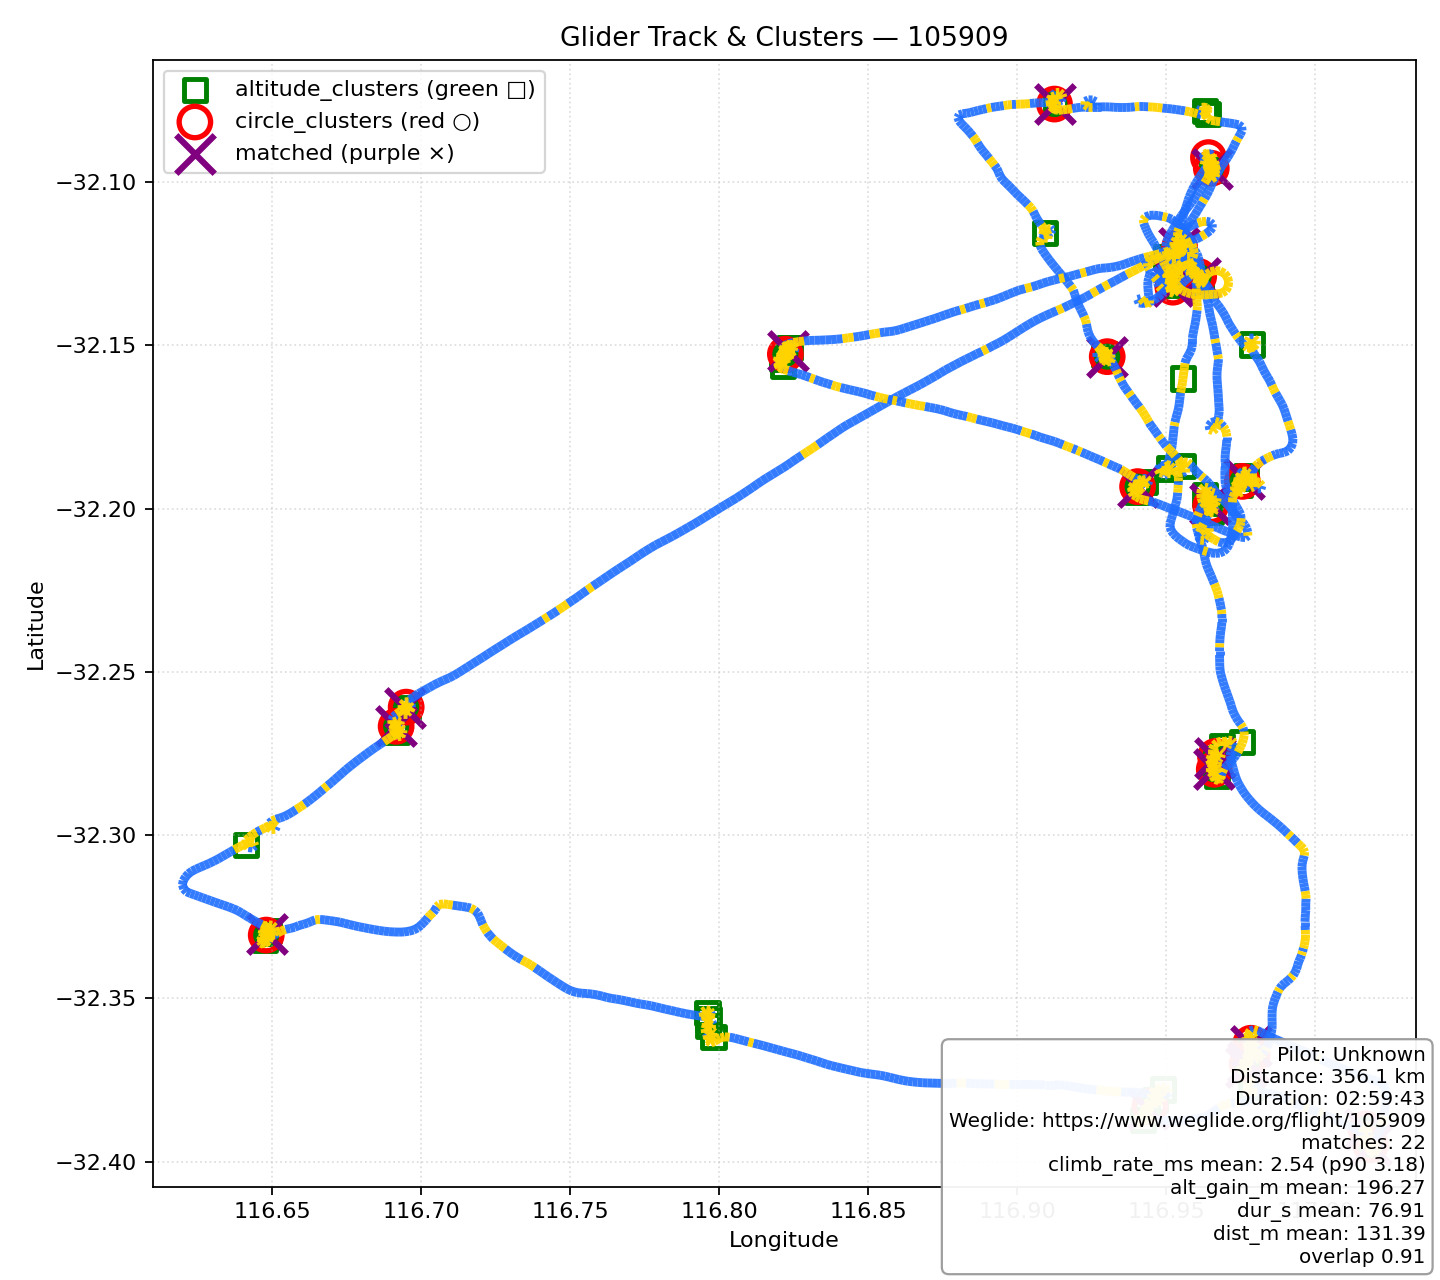 Glider Track & Clusters — 105909
altitude_clusters (green □)
circle_clusters (red ○)
matched (purple ×)
−32.10
−32.15
−32.20
−32.25
−32.30
−32.35
−32.40
Latitude
116.65
116.70
116.75
116.80
116.85
116.90
116.95
Longitude
Pilot: Unknown
Distance: 356.1 km
Duration: 02:59:43
Weglide: https://www.weglide.org/flight/105909
matches: 22
climb_rate_ms mean: 2.54 (p90 3.18)
alt_gain_m mean: 196.27
dur_s mean: 76.91
dist_m mean: 131.39
overlap 0.91